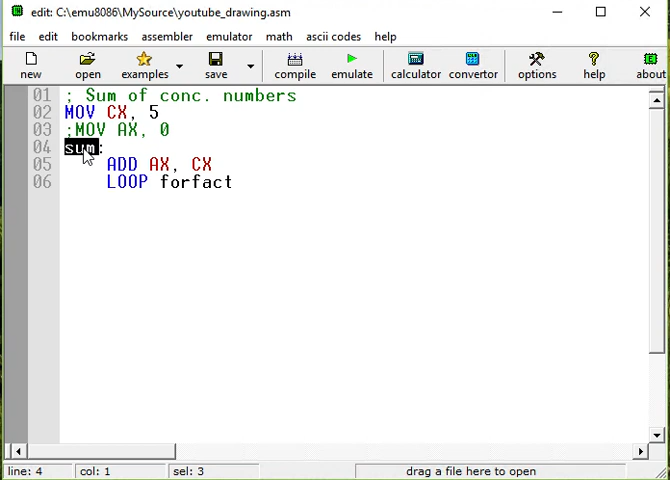 edit: C:\emu8086\MySource\youtube_drawing.asm
file edit bookmarks assembler emulator math ascii codes help
new open examples save compile emulate calculator convertor options help about
01 ; Sum of conc. numbers
02 MOV CX, 5
03 ;MOV AX, 0
04 sum:
05 ADD AX, CX
06 LOOP forfact
line: 4 col: 1 sel: 3 drag a file here to open